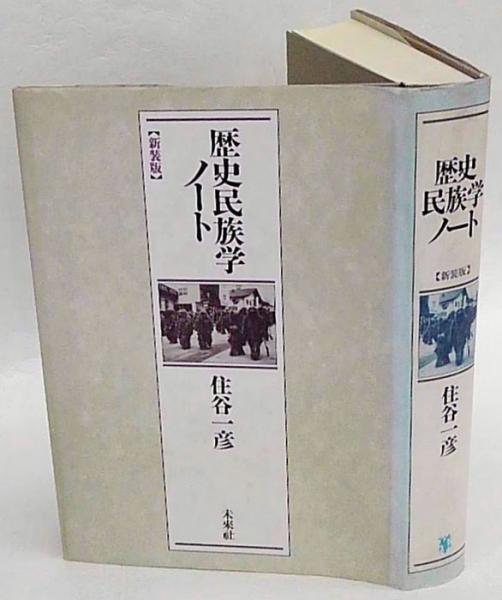 歴史民族学
ノート
【新装版】
住谷一彦
未来社
歴史
民族学
ノート
【新装版】
住谷一彦